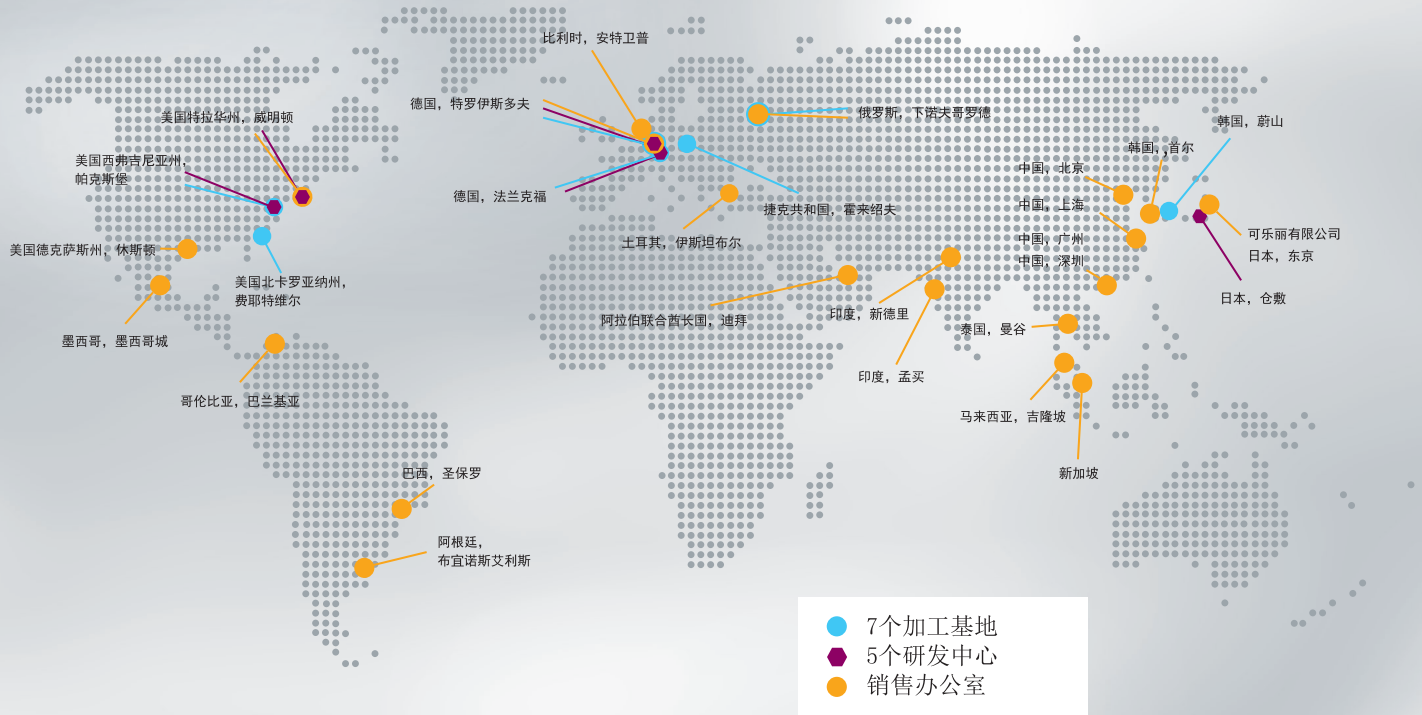 比利时，安特卫普
德国，特罗伊斯多夫
美国特拉华州，威明顿
俄罗斯，下诺夫哥罗德
韩国，蔚山
韩国，，首尔
美国西弗吉尼亚州，
帕克斯堡
中国，北京
德国，法兰克福
捷克共和国，霍来绍夫
中国，上海
土耳其，伊斯坦布尔
中国，广州
可乐丽有限公司
日本，东京
美国德克萨斯州，休斯顿
中国，深圳
美国北卡罗亚纳州，
费耶特维尔
日本，仓敷
阿拉伯联合酋长国，迪拜
印度，新德里
泰国，曼谷
墨西哥，墨西哥城
印度，孟买
哥伦比亚，巴兰基亚
马来西亚，吉隆坡
巴西，圣保罗
新加坡
阿根廷，
布宜诺斯艾利斯
7个加工基地
5个研发中心
销售办公室